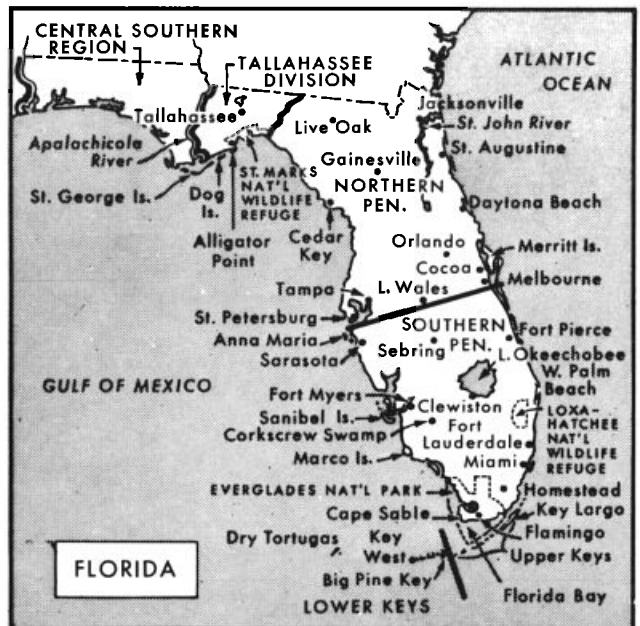 CENTRAL SOUTHERN
REGION
TALLAHASSEE
DIVISION
ATLANTIC
OCEAN
Tallahassee
Jacksonville
Live Oak
St. John River
Apalachicola
River
Gainesville
St. Augustine
St. George Is.
Dog
Is.
ST. MARKS
NAT'L
WILDLIFE
REFUGE
NORTHERN
PEN.
Daytona Beach
Alligator
Point
Cedar
Key
Orlando
Merritt Is.
Cocoa
Melbourne
Tampa
L. Wales
St. Petersburg
SOUTHERN
PEN.
Fort Pierce
Anna Maria
Sebring
Sarasota
L. Okeechobee
W. Palm
Beach
GULF OF MEXICO
Fort Myers
Clewiston
LOXA-
HATCHEE
NAT'L
WILDLIFE
REFUGE
Sanibel Is.
Corkscrew Swamp
Fort
Lauderdale
Marco Is.
Miami
EVERGLADES NAT'L PARK
Homestead
Cape Sable
Key Largo
Dry Tortugas
Key
West
Flamingo
Upper Keys
Big Pine Key
Florida Bay
LOWER KEYS
FLORIDA